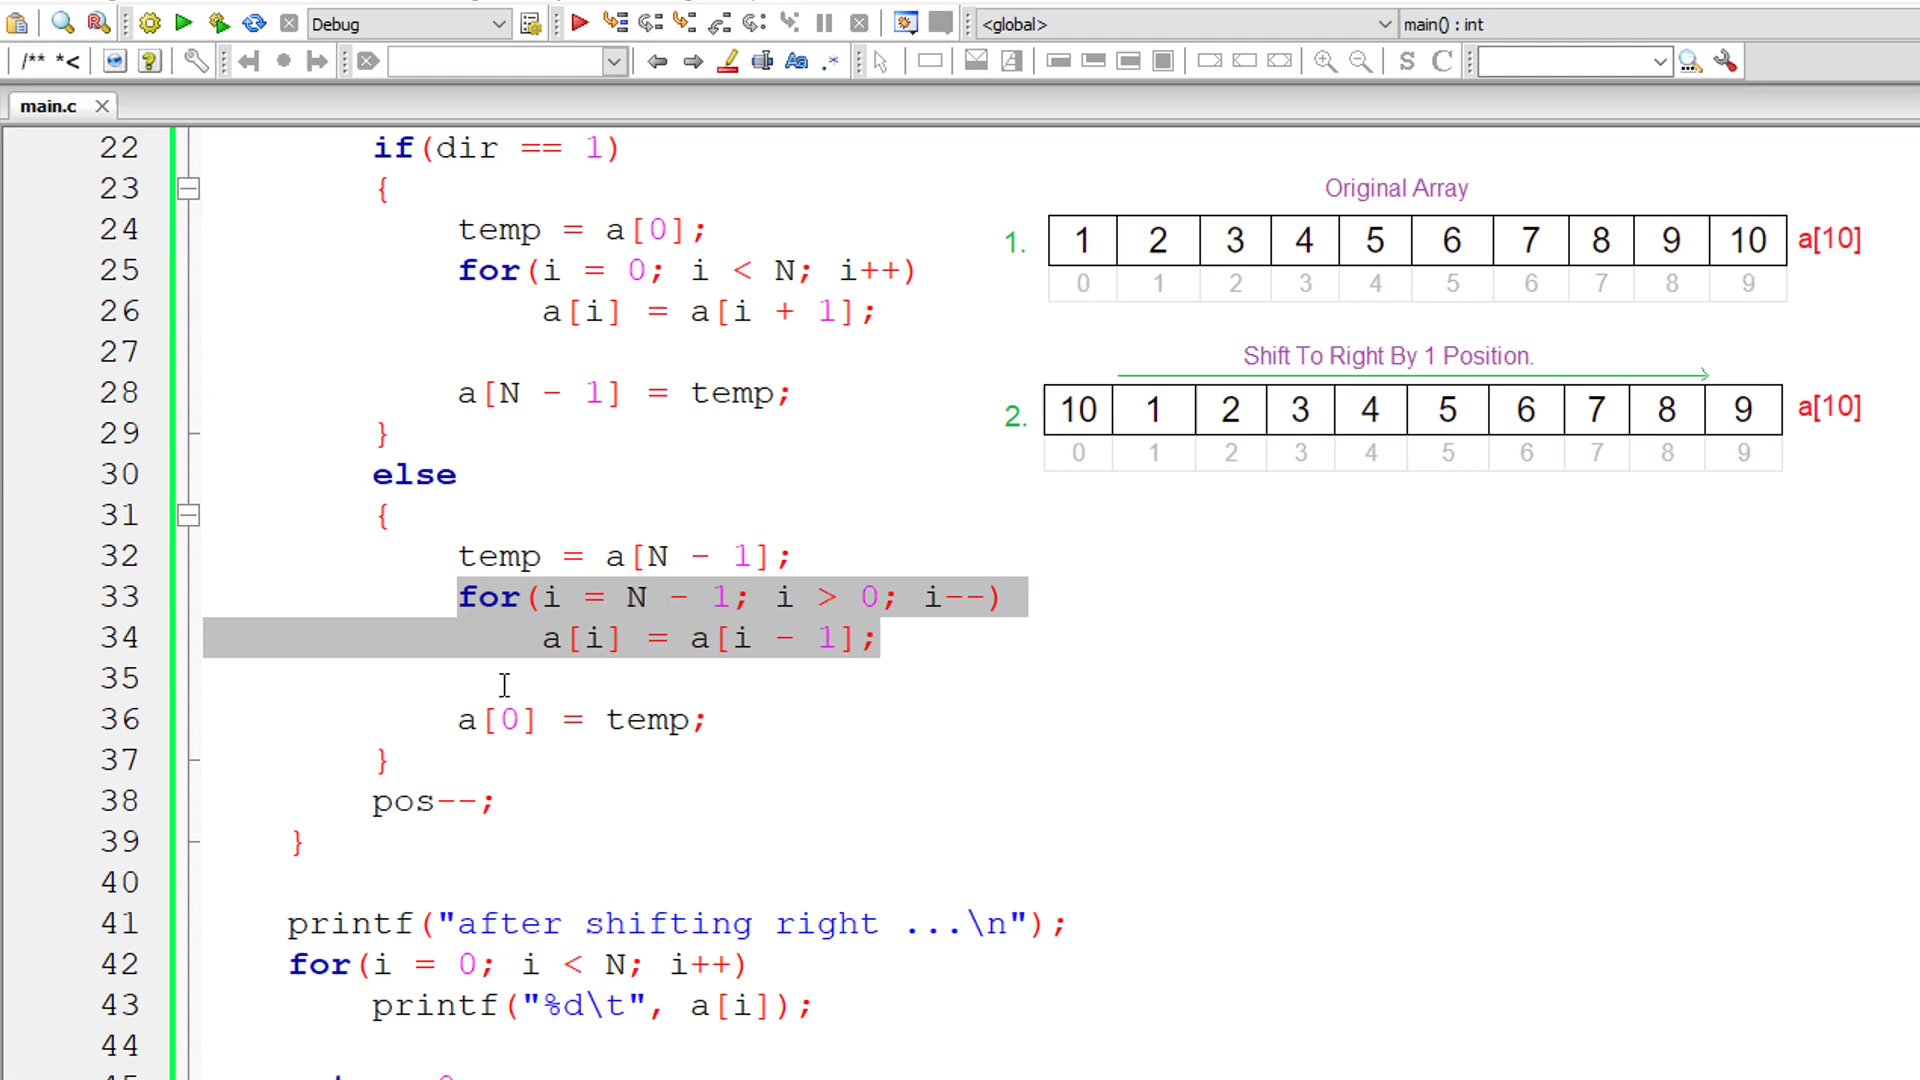 Debug
<global>
main() : int
/** *<
Aa
.*
S
C
main.c
22 if(dir == 1)
23 {
24 temp = a[0];
25 for(i = 0; i < N; i++)
26 a[i] = a[i + 1];
27
28 a[N - 1] = temp;
29 }
30 else
31 {
32 temp = a[N - 1];
33 for(i = N - 1; i > 0; i--)
34 a[i] = a[i - 1];
35
36 a[0] = temp;
37 }
38 pos--;
39 }
40
41 printf("after shifting right ...\n");
42 for(i = 0; i < N; i++)
43 printf("%d\t", a[i]);
44
Original Array
1. 1 2 3 4 5 6 7 8 9 10 a[10]
0 1 2 3 4 5 6 7 8 9
Shift To Right By 1 Position.
2. 10 1 2 3 4 5 6 7 8 9 a[10]
0 1 2 3 4 5 6 7 8 9